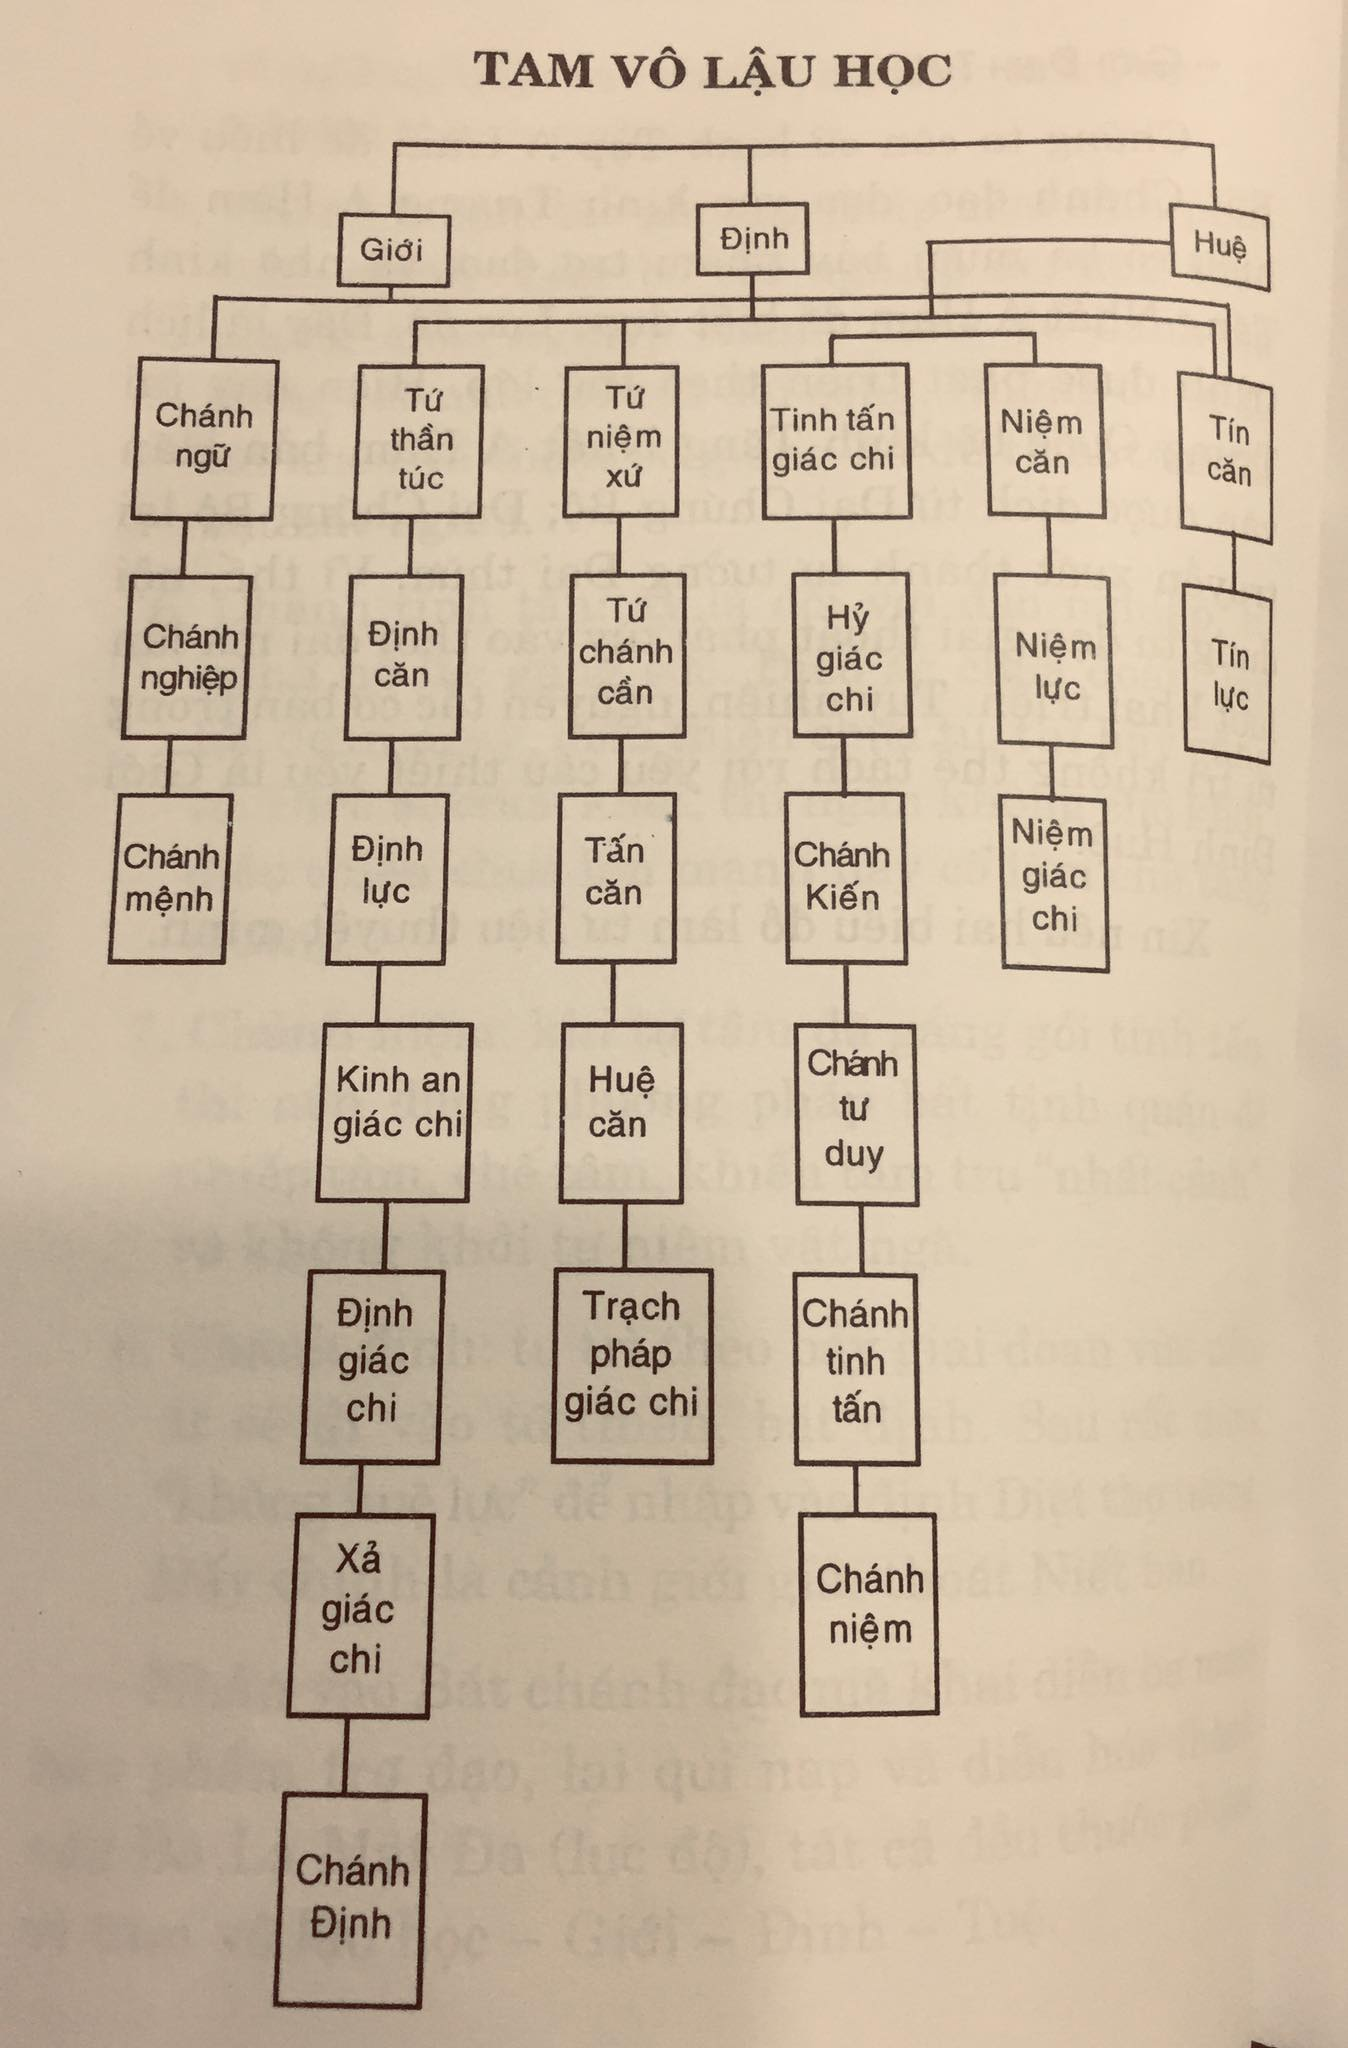 TAM VÔ LẬU HỌC
Giới
Định
Huệ
Chánh
ngữ
Tứ
thần
túc
Tứ
niệm
xứ
Tinh tấn
giác chi
Niệm
căn
Tín
căn
Chánh
nghiệp
Định
căn
Tứ
chánh
cần
Hỷ
giác
chi
Niệm
lực
Tín
lực
Chánh
mệnh
Định
lực
Tấn
căn
Chánh
Kiến
Niệm
giác
chi
Kinh an
giác chi
Huệ
căn
Chánh
tư
duy
Định
giác
chi
Trạch
pháp
giác chi
Chánh
tinh
tấn
Xả
giác
chi
Chánh
niệm
Chánh
Định